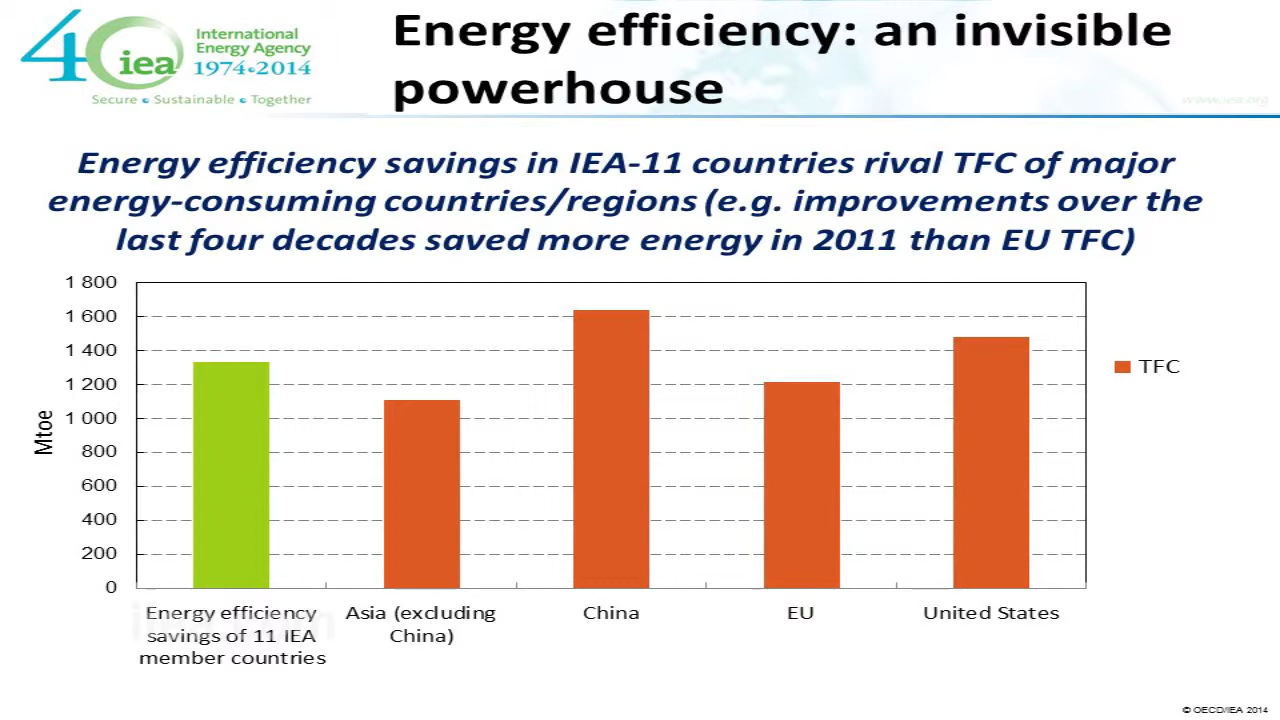 40
iea
International
Energy Agency
1974•2014
Secure • Sustainable • Together
Energy efficiency: an invisible
powerhouse
www.iea.org
Energy efficiency savings in IEA-11 countries rival TFC of major
energy-consuming countries/regions (e.g. improvements over the
last four decades saved more energy in 2011 than EU TFC)
1 800
1 600
1 400
1 200
1 000
800
600
400
200
0
Mtoe
TFC
Energy efficiency
savings of 11 IEA
member countries
Asia (excluding
China)
China
EU
United States
© OECD/IEA 2014